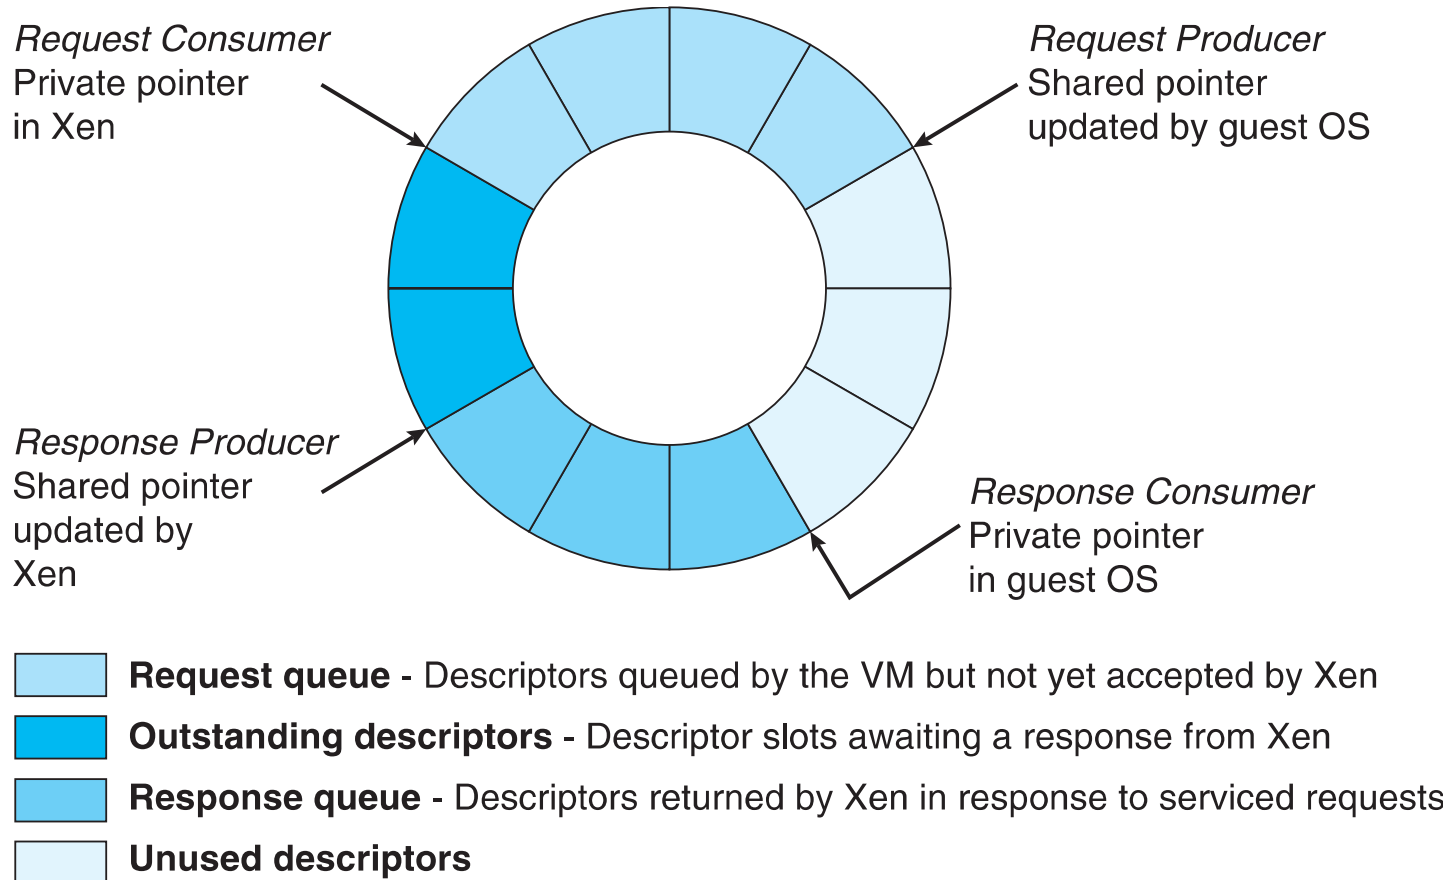 Request Consumer
Private pointer
in Xen
Request Producer
Shared pointer
updated by guest OS
Response Producer
Shared pointer
updated by
Xen
Response Consumer
Private pointer
in guest OS
Request queue - Descriptors queued by the VM but not yet accepted by Xen
Outstanding descriptors - Descriptor slots awaiting a response from Xen
Response queue - Descriptors returned by Xen in response to serviced requests
Unused descriptors